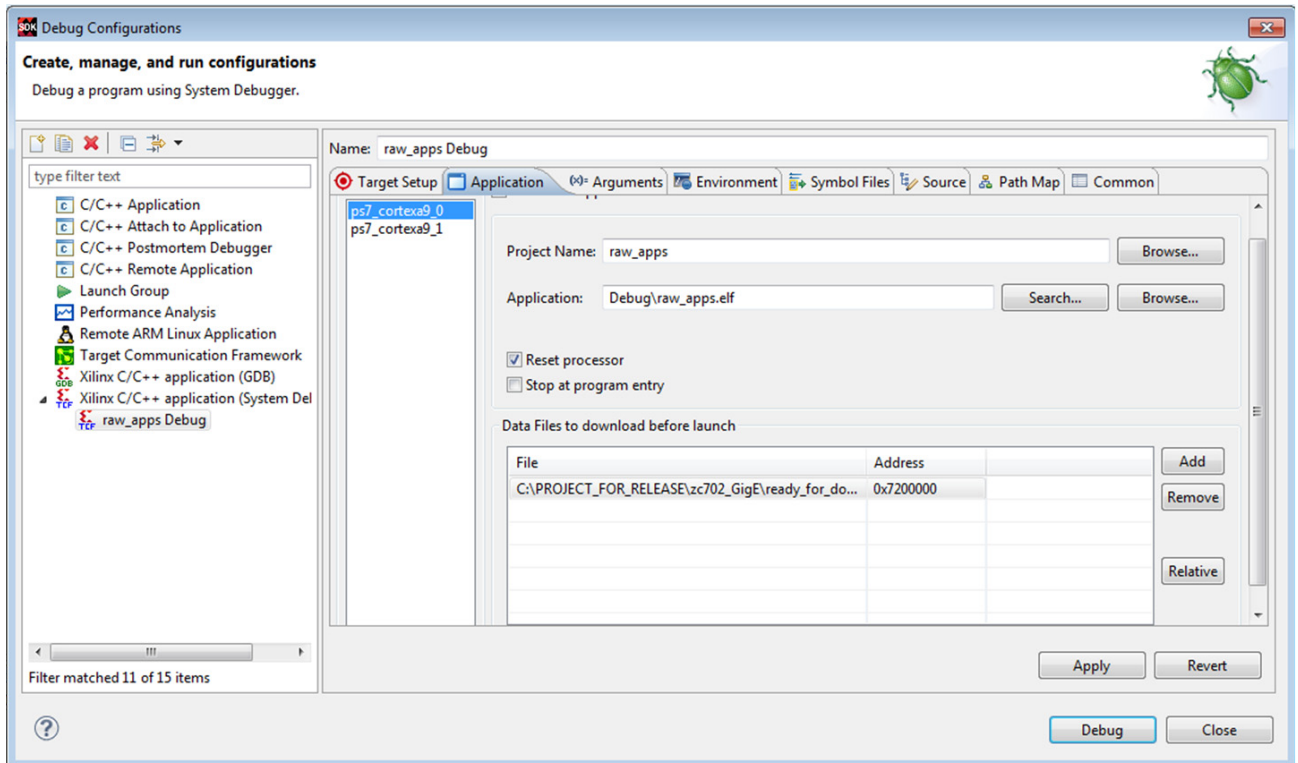 SDK Debug Configurations
Create, manage, and run configurations
Debug a program using System Debugger.
type filter text
C/C++ Application
C/C++ Attach to Application
C/C++ Postmortem Debugger
C/C++ Remote Application
Launch Group
Performance Analysis
Remote ARM Linux Application
Target Communication Framework
GDB Xilinx C/C++ application (GDB)
TCF Xilinx C/C++ application (System Del
TCF raw_apps Debug
Filter matched 11 of 15 items
Name: raw_apps Debug
Target Setup Application (x)= Arguments Environment Symbol Files Source Path Map Common
ps7_cortexa9_0
ps7_cortexa9_1
Project Name: raw_apps Browse...
Application: Debug\raw_apps.elf Search... Browse...
Reset processor
Stop at program entry
Data Files to download before launch
File Address Add
C:\PROJECT_FOR_RELEASE\zc702_GigE\ready_for_do... 0x7200000
Remove
Relative
Apply Revert
? Debug Close